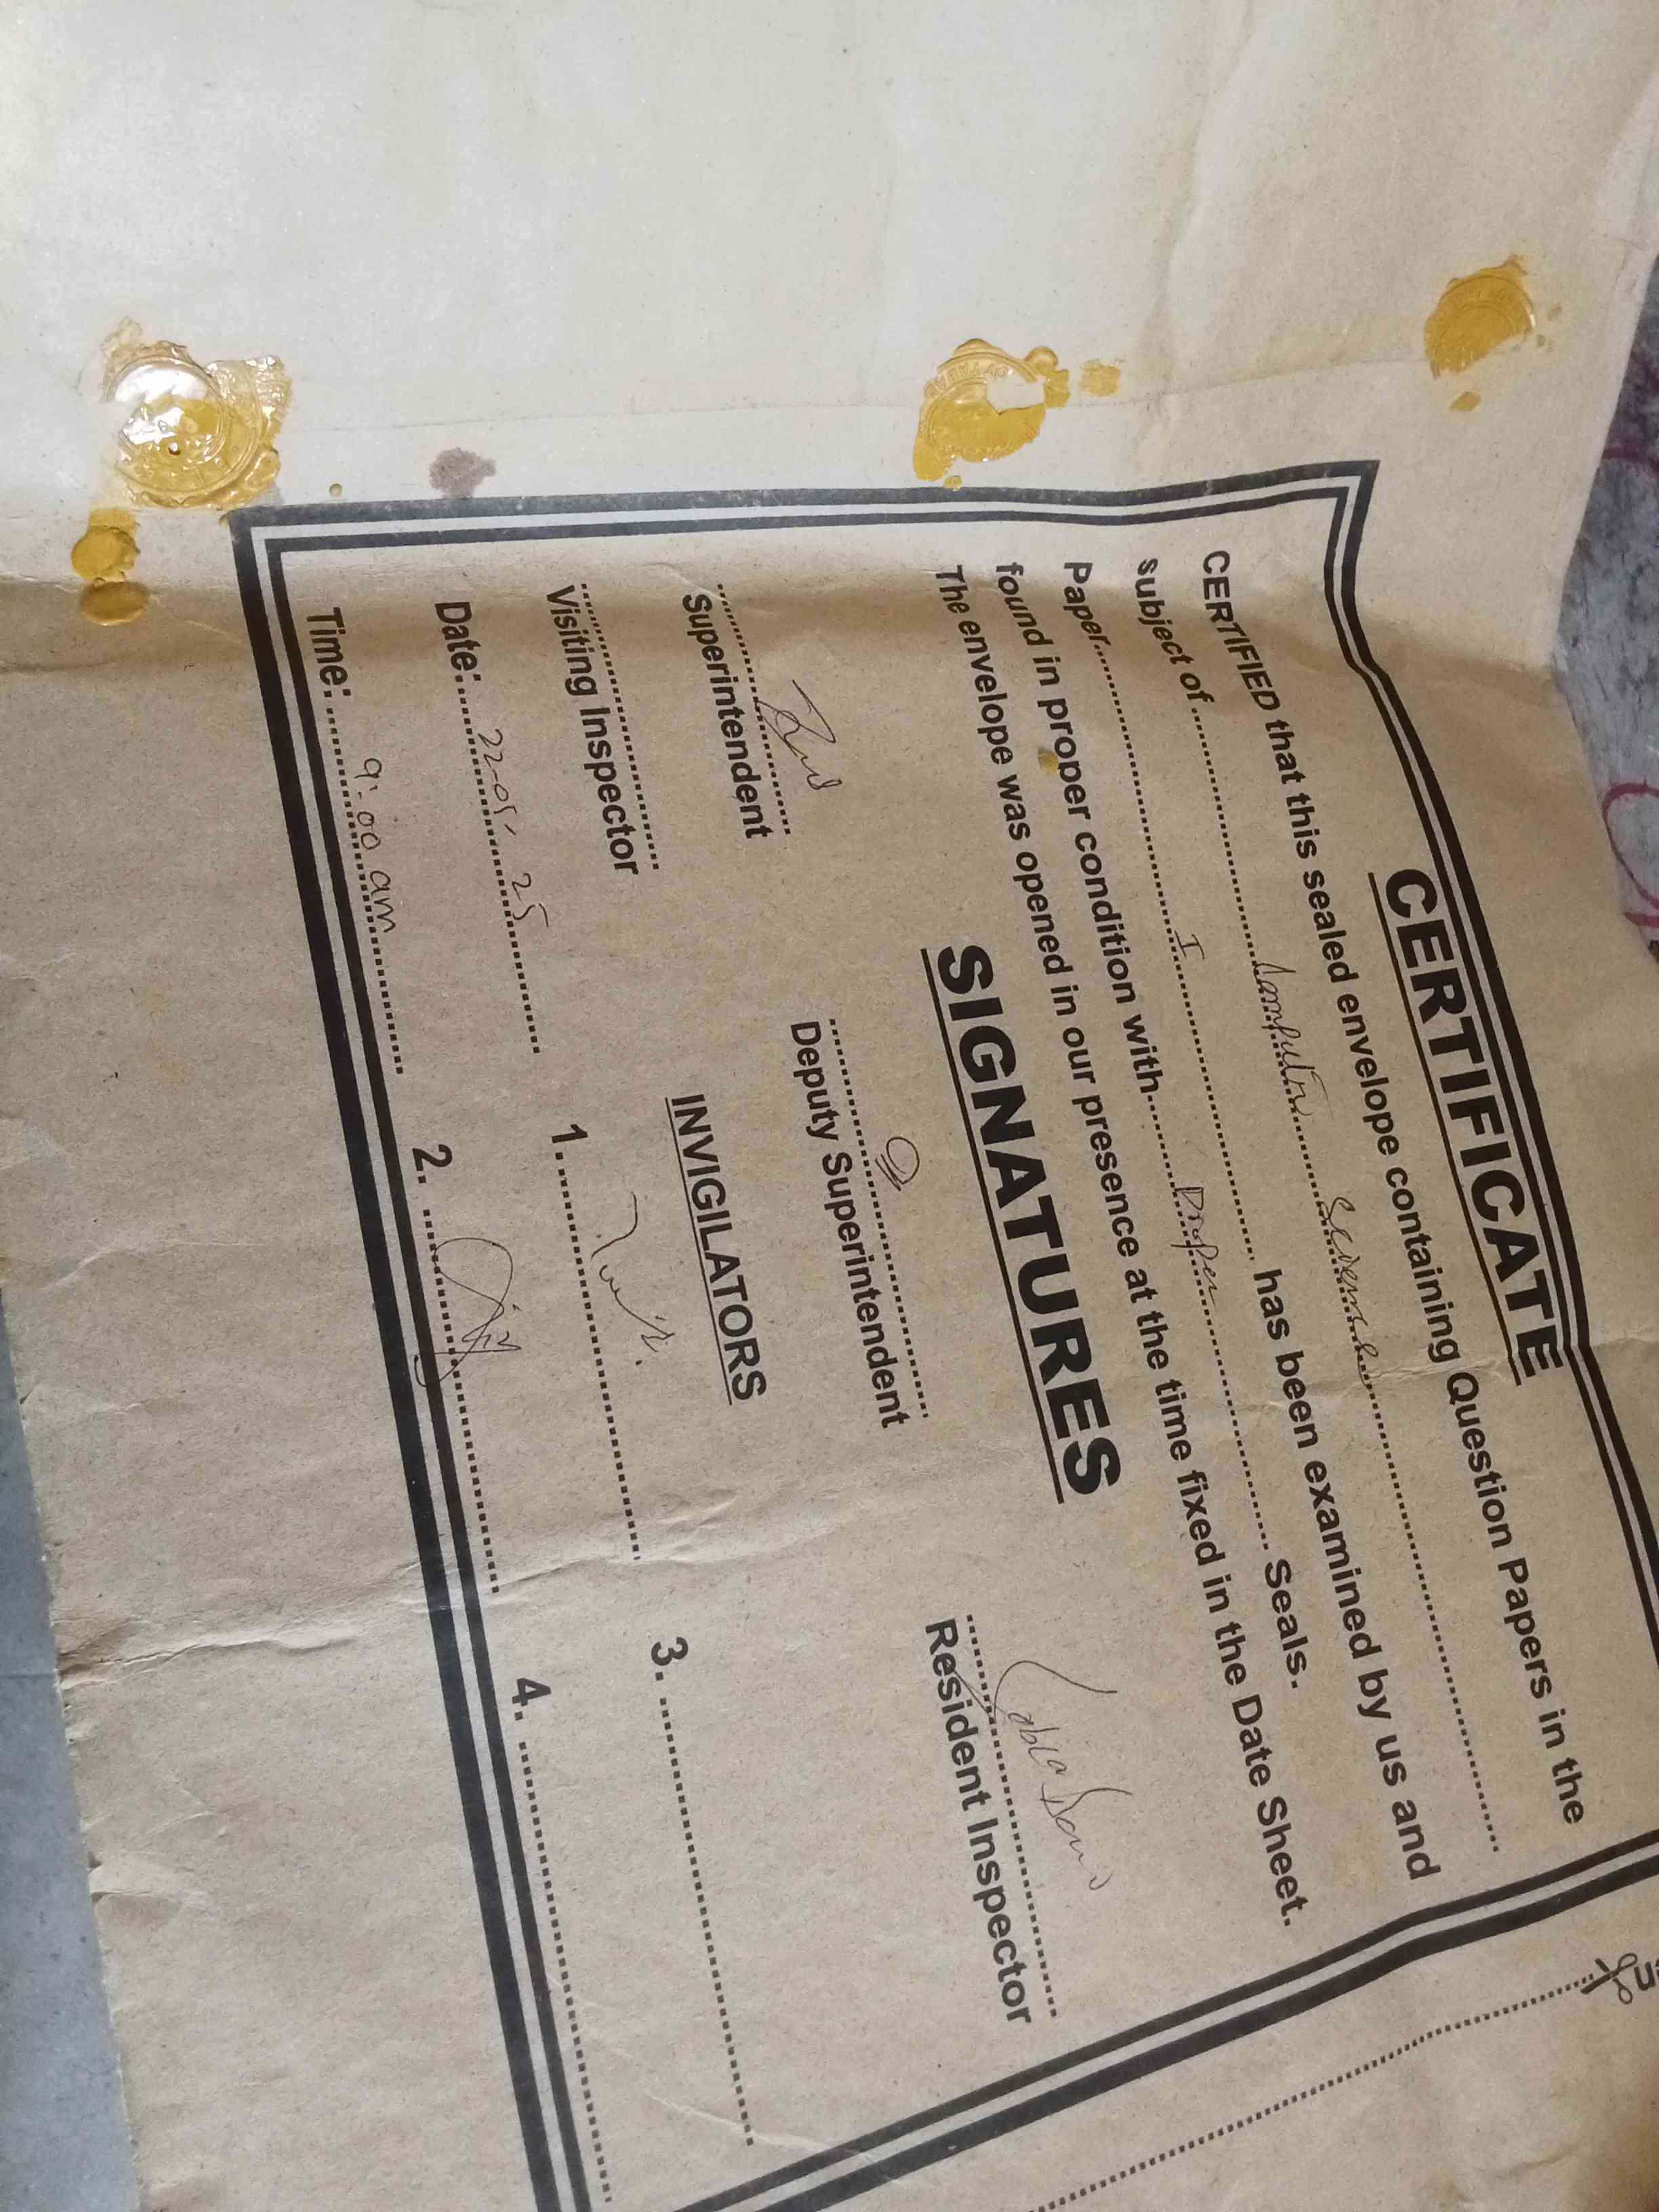 CERTIFICATE
CERTIFIED that this sealed envelope containing Question Papers in the
subject of ........ Computer ........ Science ........
Paper ........ I ........ has been examined by us and
found in proper condition with ........ Proper ........ Seals.
The envelope was opened in our presence at the time fixed in the Date Sheet.
SIGNATURES
Superintendent
Deputy Superintendent
Resident Inspector
Visiting Inspector
INVIGILATORS
Date: 22-05-25
1. ........
3. ........
Time: 9:00 am
2. ........
4. ........